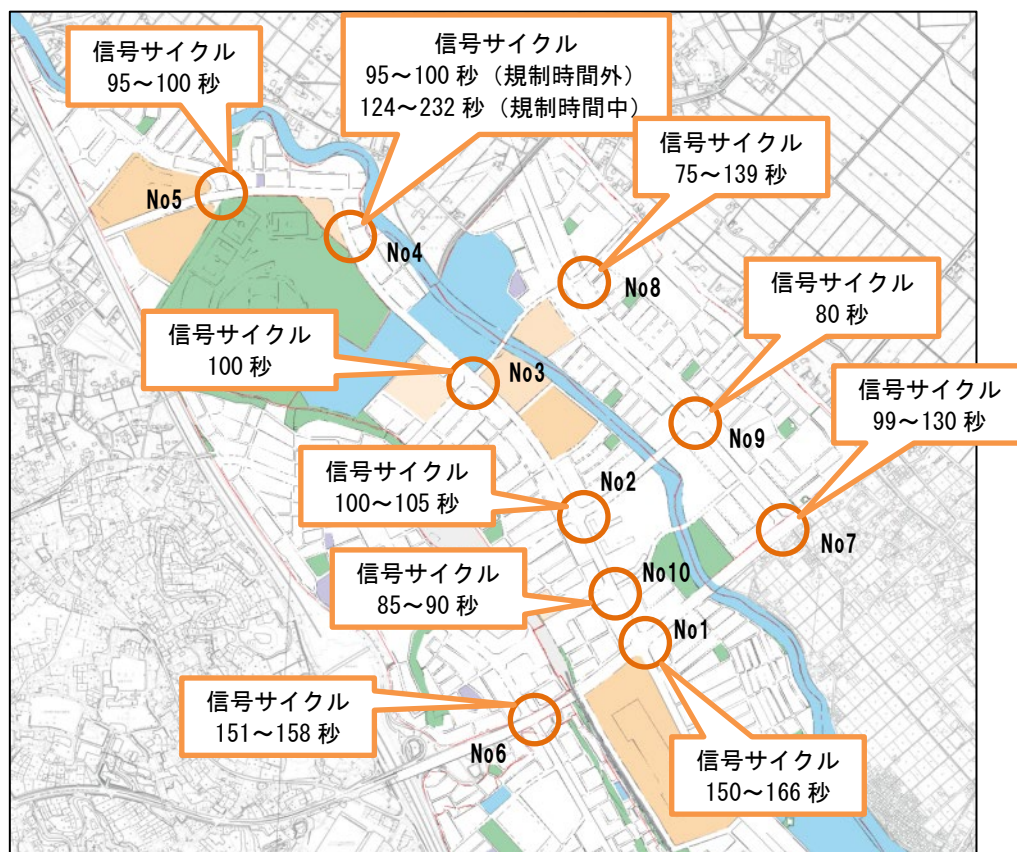 信号サイクル
95～100 秒
信号サイクル
95～100 秒（規制時間外）
124～232 秒（規制時間中）
信号サイクル
75～139 秒
No5
No4
No8
信号サイクル
80 秒
信号サイクル
100 秒
No3
信号サイクル
99～130 秒
No9
信号サイクル
100～105 秒
No2
No7
信号サイクル
85～90 秒
No10
No1
信号サイクル
151～158 秒
No6
信号サイクル
150～166 秒